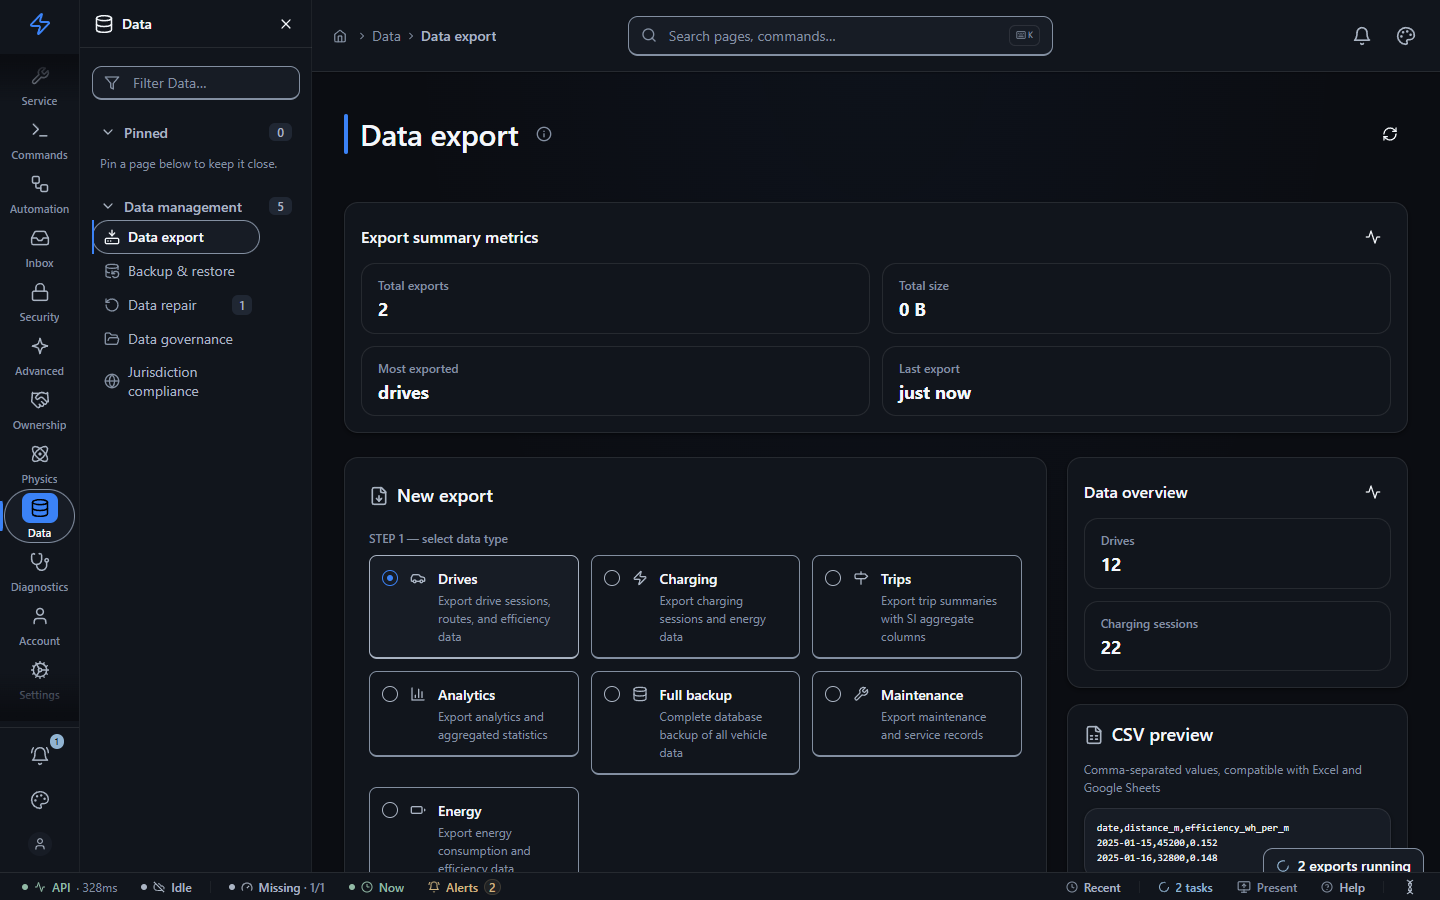 Data
Data
Data export
Search pages, commands...
K
Service
Commands
Automation
Inbox
Security
Advanced
Ownership
Physics
Data
Diagnostics
Account
Settings
1
Filter Data...
Pinned
0
Pin a page below to keep it close.
Data management
5
Data export
Backup & restore
Data repair
1
Data governance
Jurisdiction
compliance
Data export
Export summary metrics
Total exports
2
Total size
0 B
Most exported
drives
Last export
just now
New export
STEP 1 — select data type
Drives
Export drive sessions,
routes, and efficiency
data
Charging
Export charging
sessions and energy
data
Trips
Export trip summaries
with SI aggregate
columns
Analytics
Export analytics and
aggregated statistics
Full backup
Complete database
backup of all vehicle
data
Maintenance
Export maintenance
and service records
Energy
Export energy
consumption and
efficiency data
Data overview
Drives
12
Charging sessions
22
CSV preview
Comma-separated values, compatible with Excel and
Google Sheets
date,distance_m,efficiency_wh_per_m
2025-01-15,45200,0.152
2025-01-16,32800,0.148
2 exports running
API · 328ms
Idle
Missing · 1/1
Now
Alerts 2
Recent
2 tasks
Present
Help